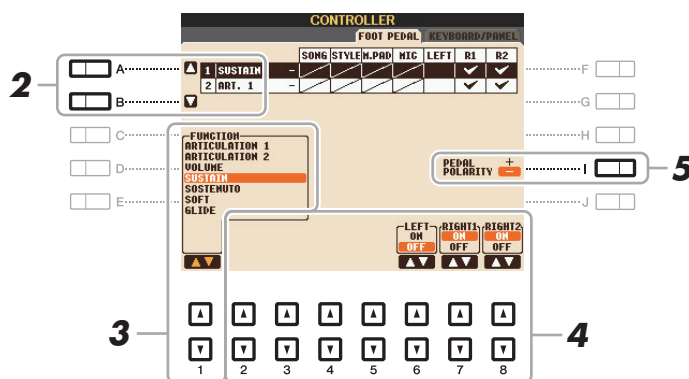 CONTROLLER
FOOT PEDAL KEYBOARD/PANEL
SONG STYLE M.PAD MIC LEFT R1 R2
1 SUSTAIN –
2 ART. 1 –
2
A
B
C
D
E
F
G
H
I
J
FUNCTION
ARTICULATION 1
ARTICULATION 2
VOLUME
SUSTAIN
SOSTENUTO
SOFT
GLIDE
PEDAL POLARITY + –
5
LEFT RIGHT1 RIGHT2
ON ON ON
OFF OFF OFF
3
4
1 2 3 4 5 6 7 8